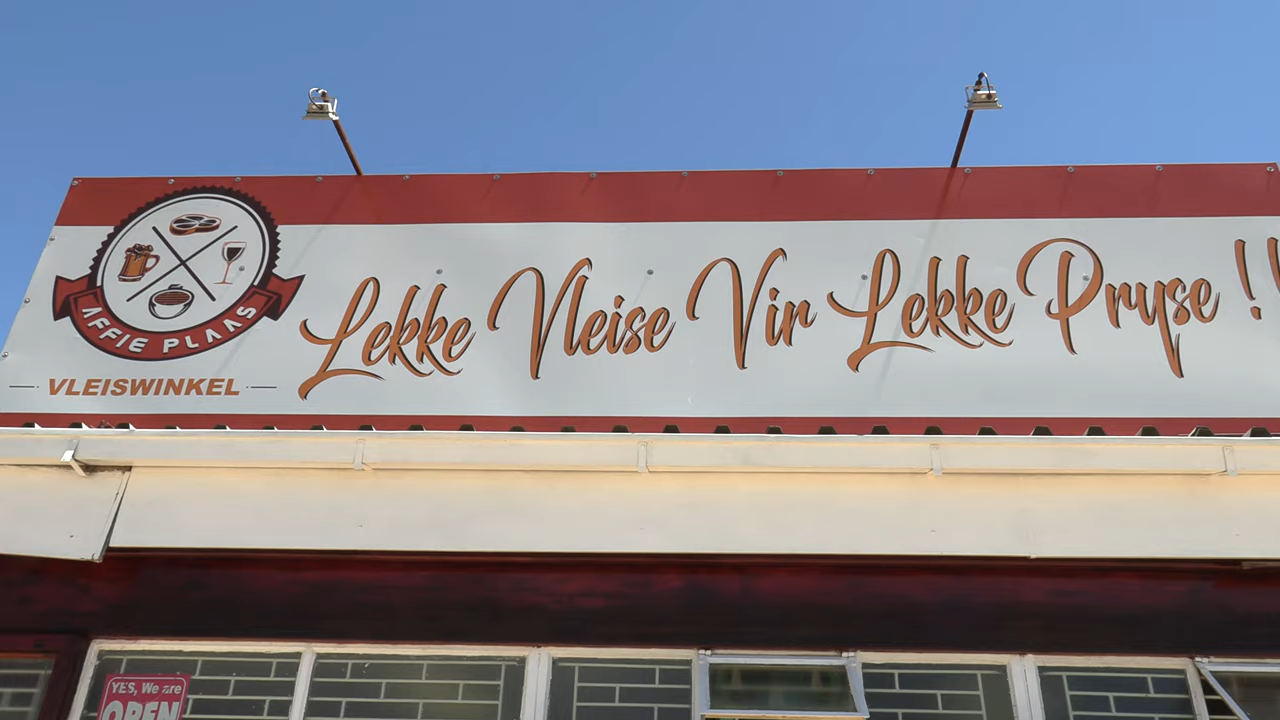 AFFIE PLAAS
VLEISWINKEL
Lekke Vleise Vir Lekke Pryse !!
YES, We are
OPEN